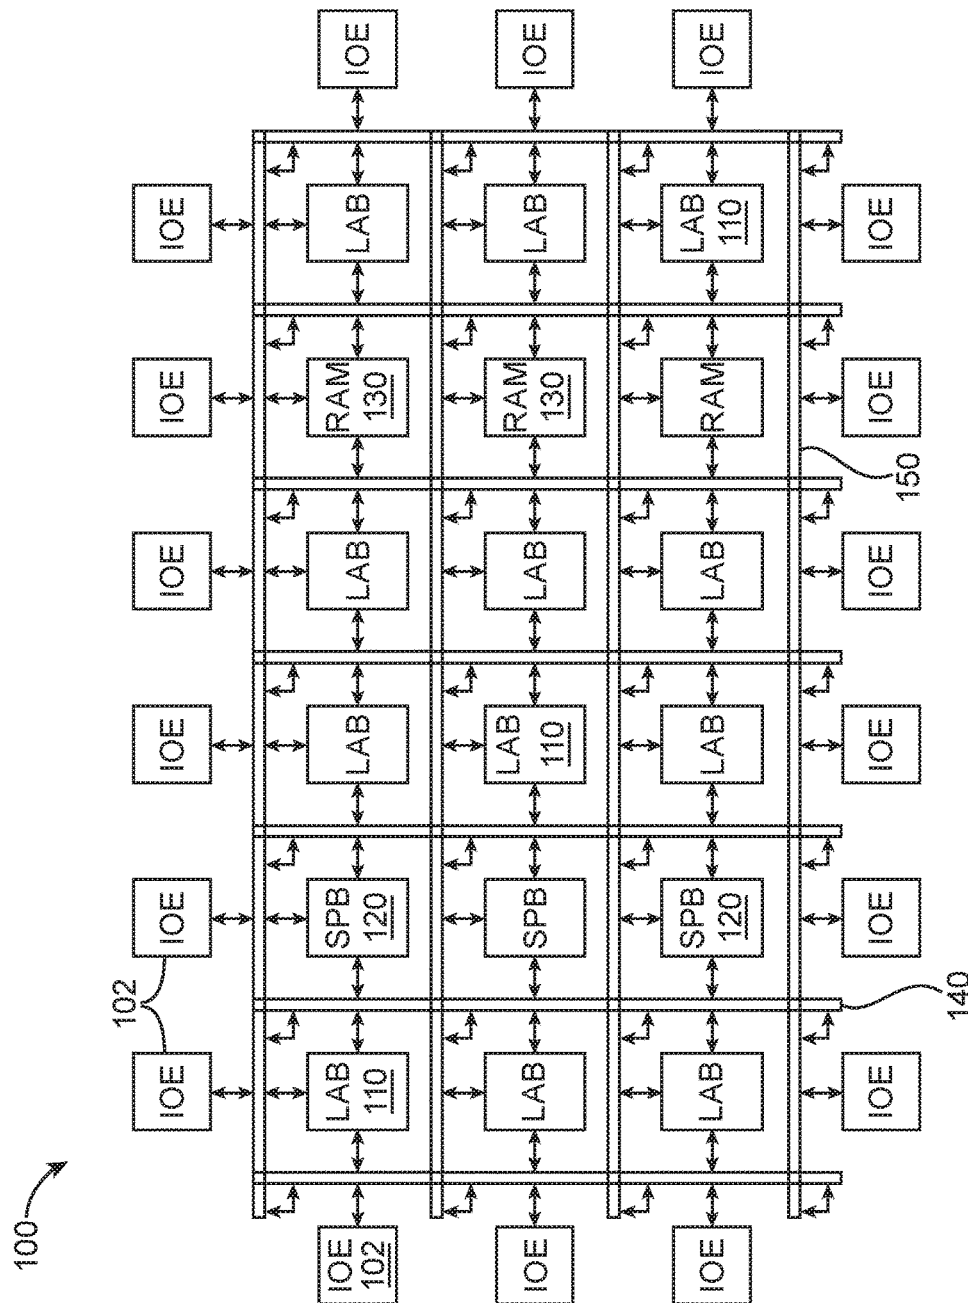 100
102
IOE IOE IOE IOE IOE IOE
IOE LAB SPB LAB LAB RAM LAB IOE
102 110 120 130
IOE LAB SPB LAB LAB RAM LAB IOE
110 130
IOE LAB SPB LAB LAB RAM LAB IOE
120 110
IOE IOE IOE IOE IOE IOE
150
140